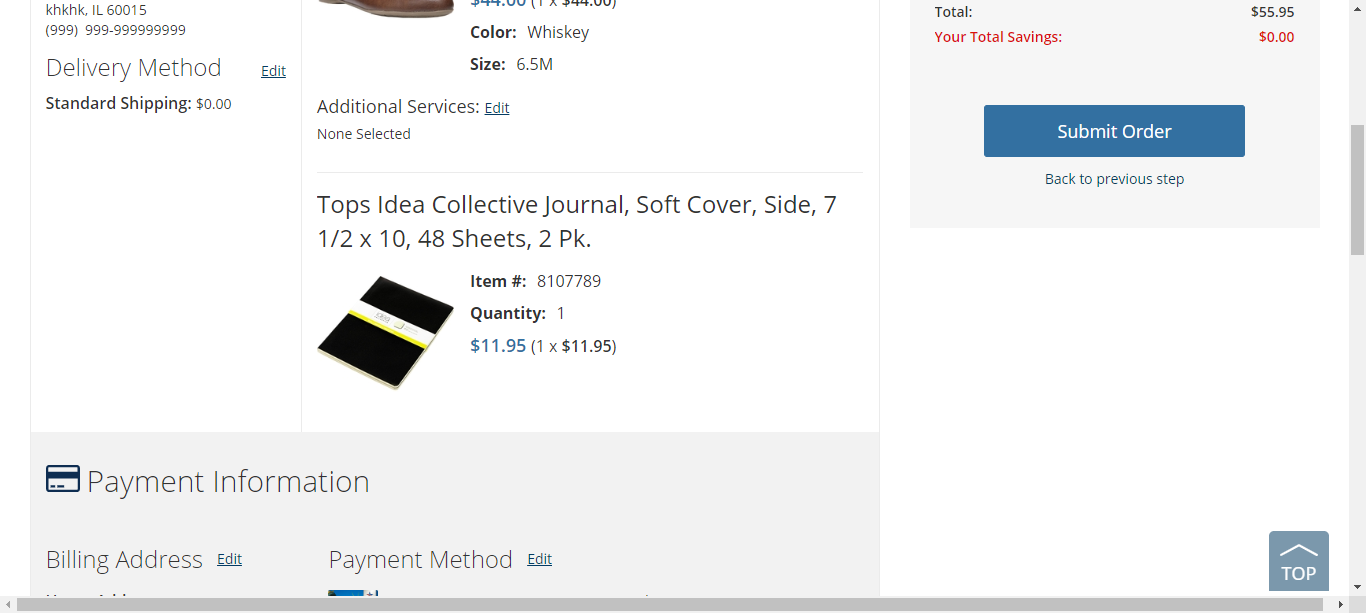 khkhk, IL 60015
(999) 999-999999999
Delivery Method Edit
Standard Shipping: $0.00
$44.00 (1 x $44.00)
Color: Whiskey
Size: 6.5M
Additional Services: Edit
None Selected
Tops Idea Collective Journal, Soft Cover, Side, 7
1/2 x 10, 48 Sheets, 2 Pk.
Item #: 8107789
Quantity: 1
$11.95 (1 x $11.95)
Payment Information
Billing Address Edit
Payment Method Edit
Total: $55.95
Your Total Savings: $0.00
Submit Order
Back to previous step
TOP